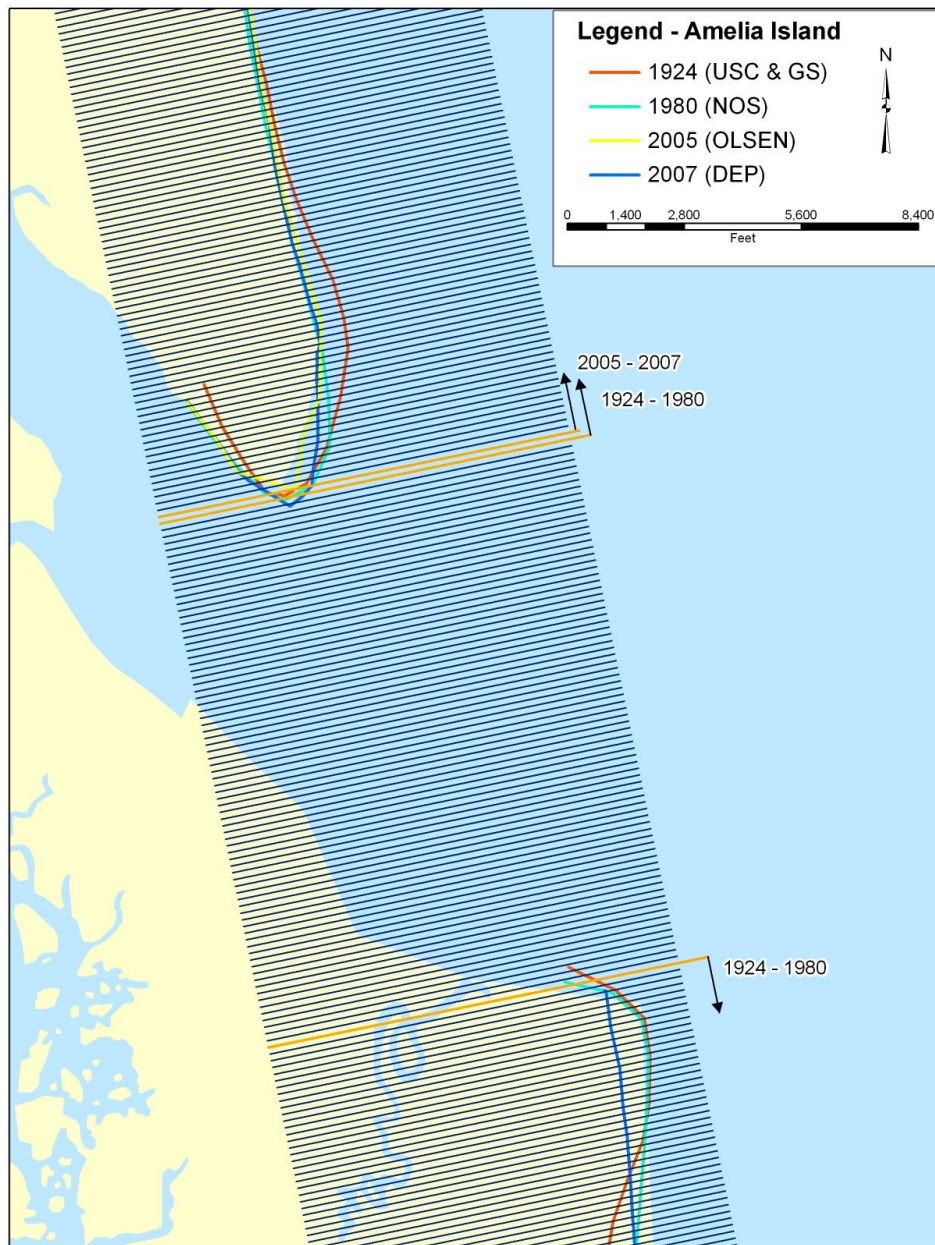 Legend - Amelia Island
1924 (USC & GS)
1980 (NOS)
2005 (OLSEN)
2007 (DEP)
N
0 1,400 2,800 5,600 8,400
Feet
2005 - 2007
1924 - 1980
1924 - 1980